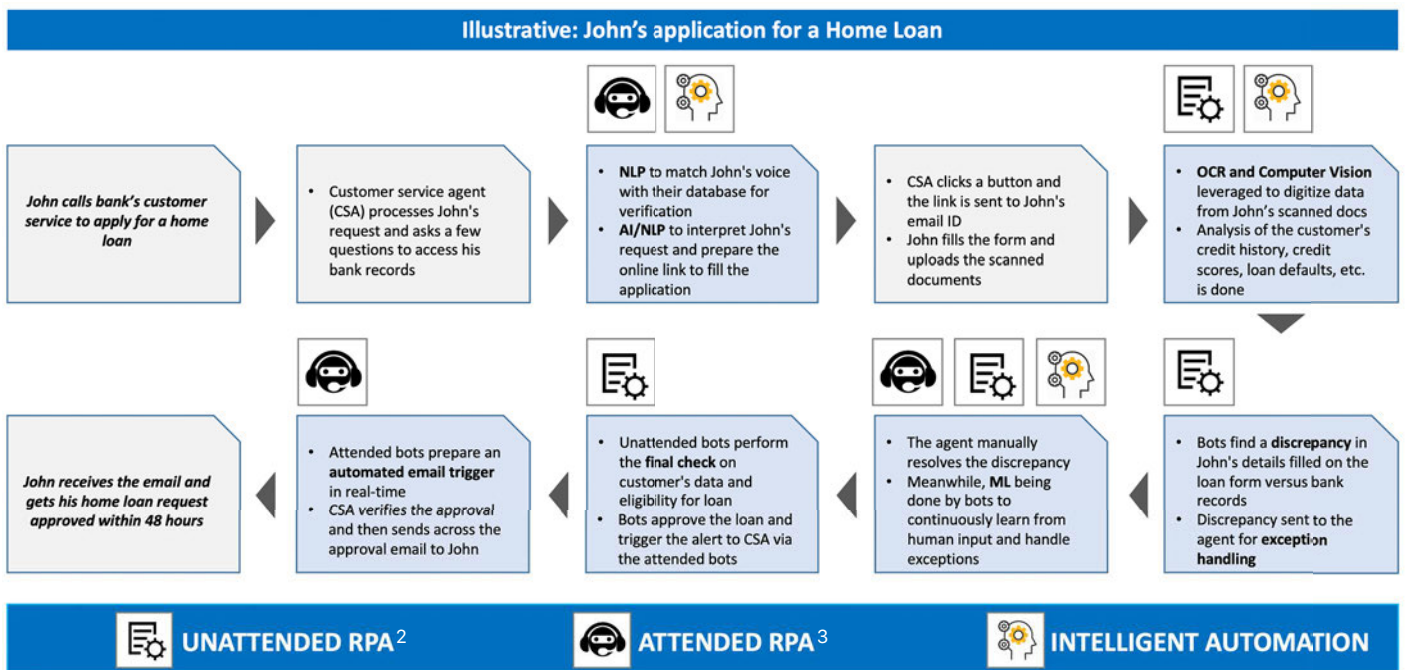 Illustrative: John's application for a Home Loan
John calls bank's customer
service to apply for a home
loan
• Customer service agent
(CSA) processes John's
request and asks a few
questions to access his
bank records
• NLP to match John's voice
with their database for
verification
• AI/NLP to interpret John's
request and prepare the
online link to fill the
application
• CSA clicks a button and
the link is sent to John's
email ID
• John fills the form and
uploads the scanned
documents
• OCR and Computer Vision
leveraged to digitize data
from John's scanned docs
• Analysis of the customer's
credit history, credit
scores, loan defaults, etc.
is done
• Bots find a discrepancy in
John's details filled on the
loan form versus bank
records
• Discrepancy sent to the
agent for exception
handling
• The agent manually
resolves the discrepancy
• Meanwhile, ML being
done by bots to
continuously learn from
human input and handle
exceptions
• Unattended bots perform
the final check on
customer's data and
eligibility for loan
• Bots approve the loan and
trigger the alert to CSA via
the attended bots
• Attended bots prepare an
automated email trigger
in real-time
• CSA verifies the approval
and then sends across the
approval email to John
John receives the email and
gets his home loan request
approved within 48 hours
UNATTENDED RPA²
ATTENDED RPA³
INTELLIGENT AUTOMATION